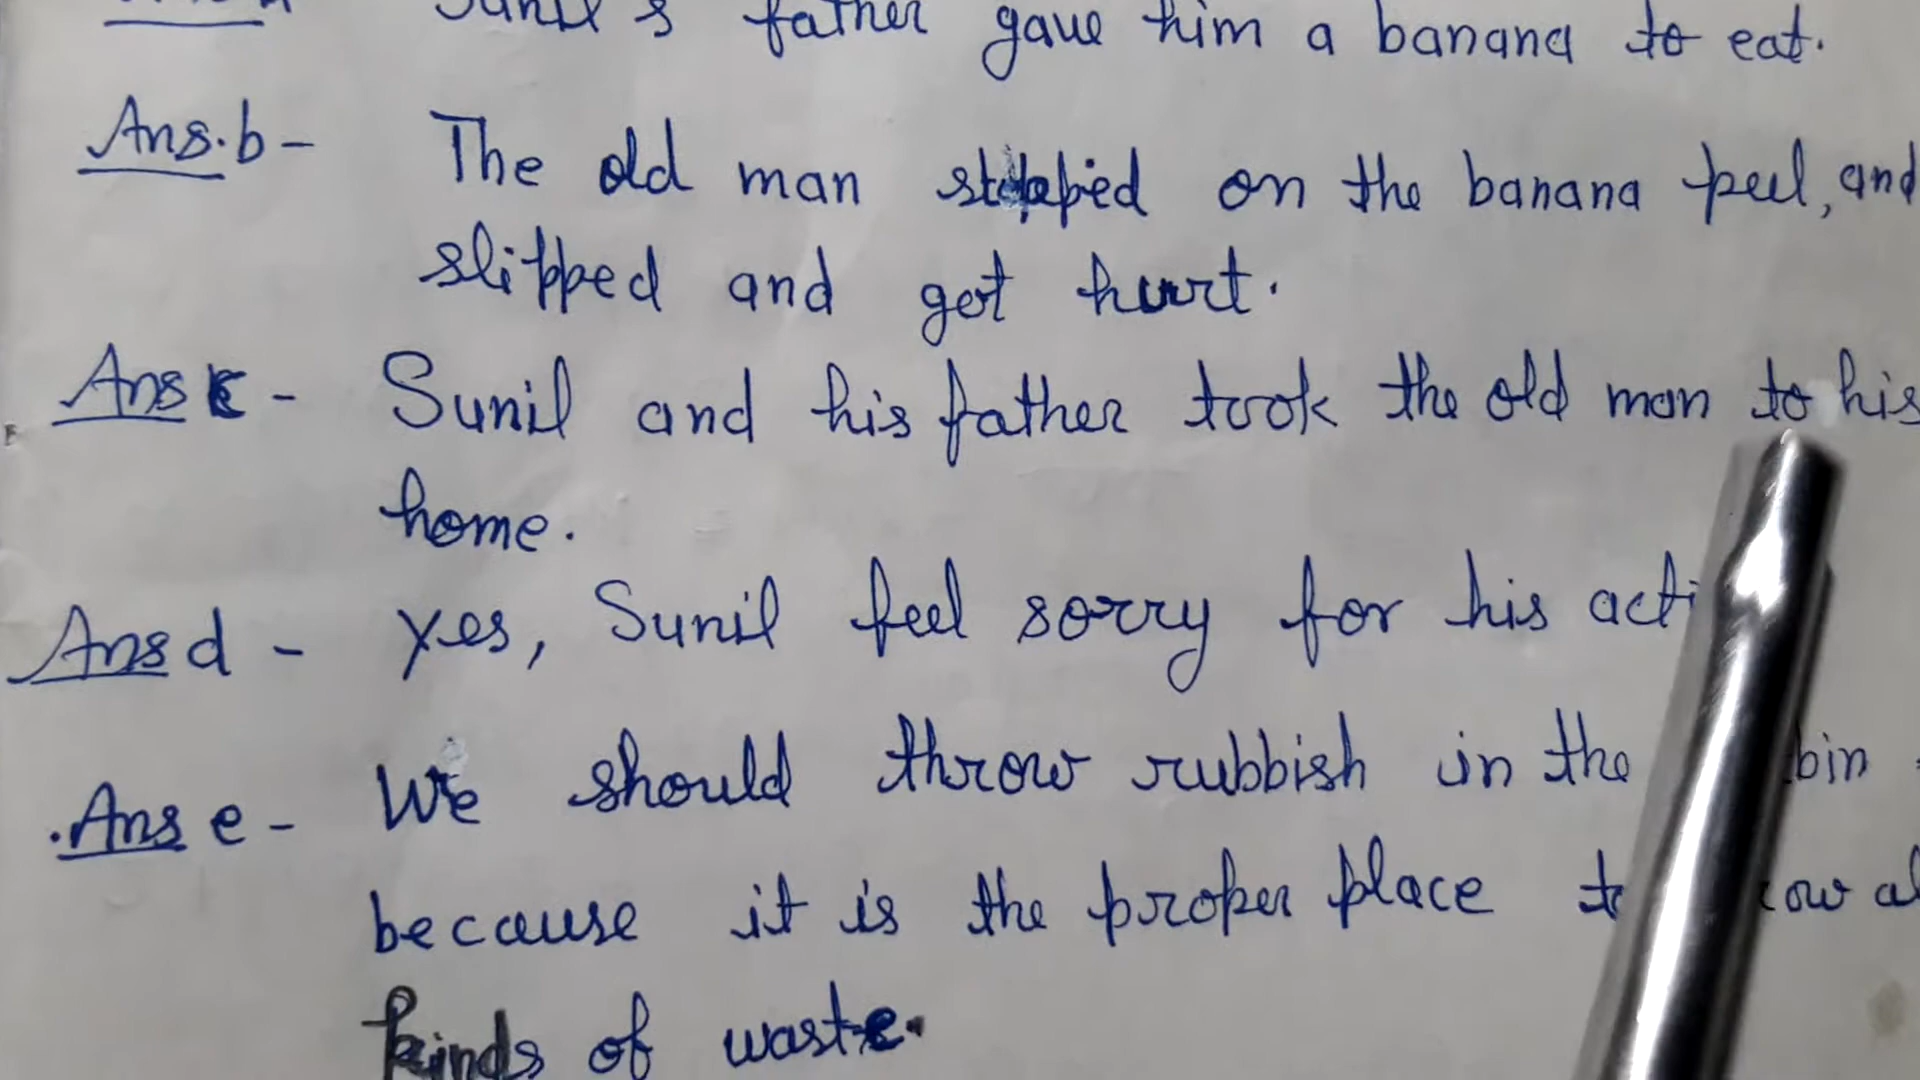 father gave him a banana to eat.
Ans.b- The old man stepped on the banana peel, and
slipped and got hurt.
Ans c - Sunil and his father took the old man to his
home.
Ans d - Yes, Sunil feel sorry for his
Ans e - We should throw rubbish in the bin
because it is the proper place
kinds of waste.